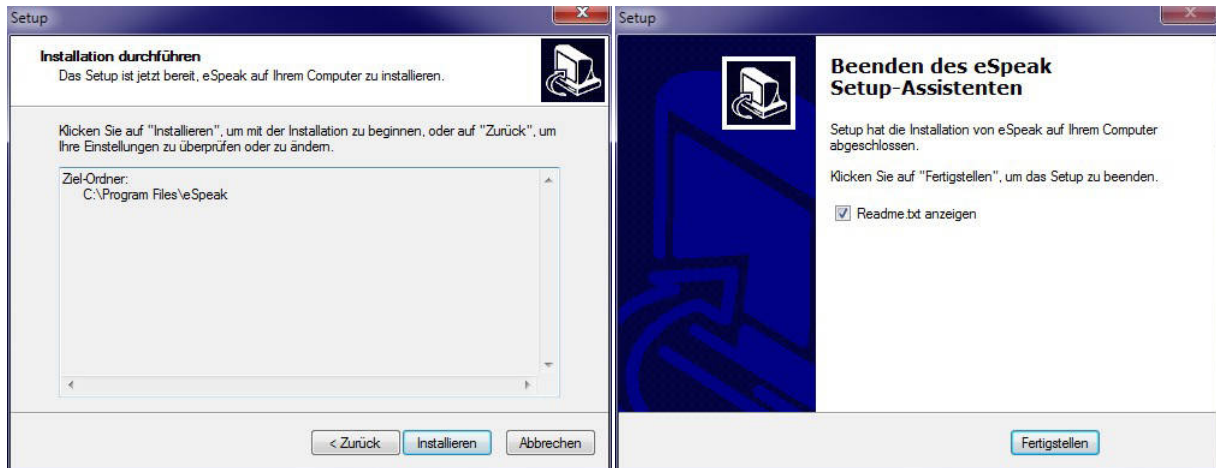 Setup
Installation durchführen
Das Setup ist jetzt bereit, eSpeak auf Ihrem Computer zu installieren.
Klicken Sie auf "Installieren", um mit der Installation zu beginnen, oder auf "Zurück", um
Ihre Einstellungen zu überprüfen oder zu ändern.
Ziel-Ordner:
C:\Program Files\eSpeak
< Zurück
Installieren
Abbrechen
Setup
Beenden des eSpeak
Setup-Assistenten
Setup hat die Installation von eSpeak auf Ihrem Computer
abgeschlossen.
Klicken Sie auf "Fertigstellen", um das Setup zu beenden.
Readme.txt anzeigen
Fertigstellen